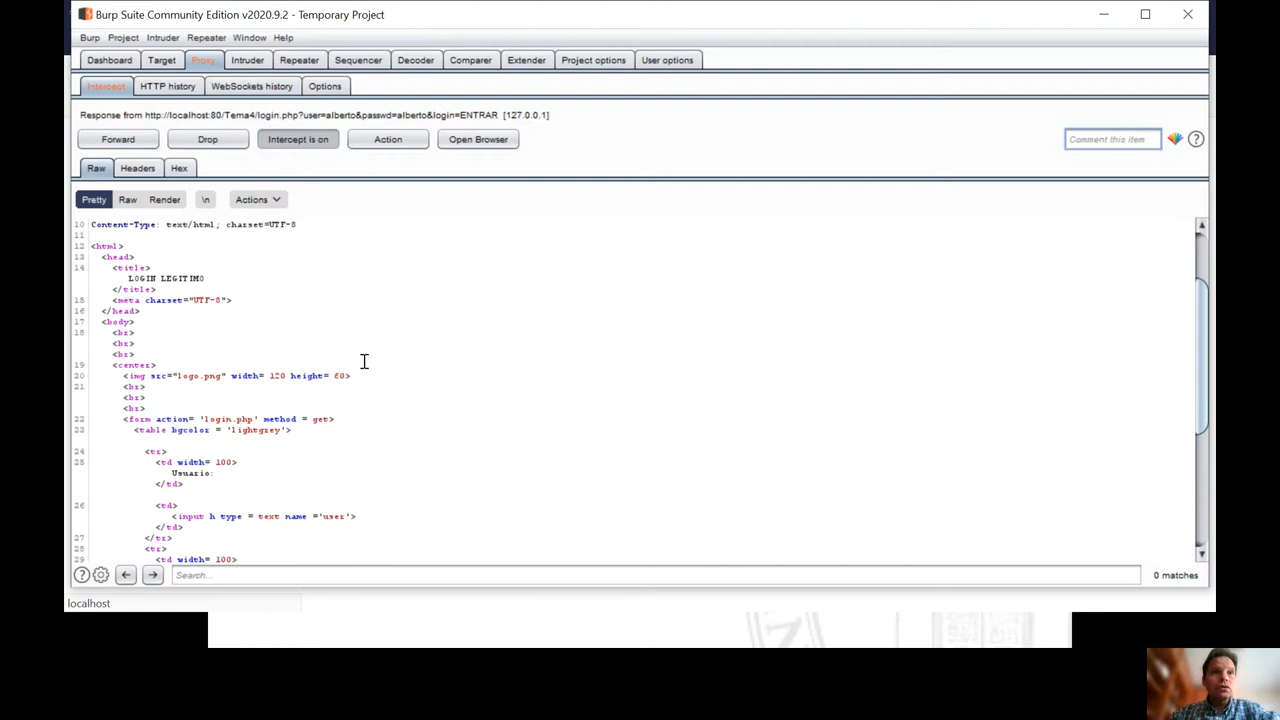 Burp Suite Community Edition v2020.9.2 - Temporary Project
Burp Project Intruder Repeater Window Help
Dashboard Target Proxy Intruder Repeater Sequencer Decoder Comparer Extender Project options User options
Intercept HTTP history WebSockets history Options
Response from http://localhost:80/Tema4/login.php?user=alberto&passwd=alberto&login=ENTRAR [127.0.0.1]
Forward Drop Intercept is on Action Open Browser Comment this item ?
Raw Headers Hex
Pretty Raw Render \n Actions
10 Content-Type: text/html; charset=UTF-8
11
12 <html>
13 <head>
14 <title>
LOGIN LEGITIMO
</title>
15 <meta charset="UTF-8">
16 </head>
17 <body>
18 <br>
<br>
<br>
19 <center>
20 <img src="logo.png" width= 120 height= 80>
21 <br>
<br>
<br>
22 <form action= 'login.php' method = get>
23 <table bgcolor = 'lightgrey'>
24 <tr>
25 <td width= 100>
Usuario:
</td>
26 <td>
<input h type = text name ='user'>
</td>
27 </tr>
28 <tr>
29 <td width= 100>
? Search... 0 matches
localhost